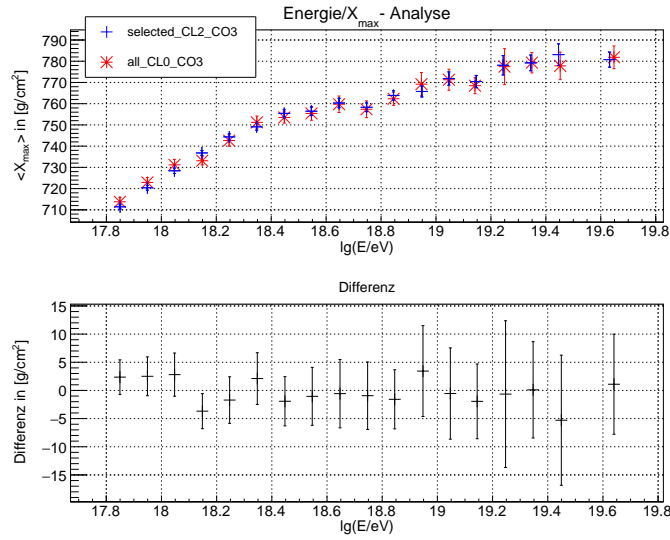 Energie/X_max- Analyse
selected_CL2_CO3
all_CL0_CO3
<X_max> in [g/cm²]
790
780
770
760
750
740
730
720
710
17.8 18 18.2 18.4 18.6 18.8 19 19.2 19.4 19.6 19.8
lg(E/eV)
Differenz
Differenz in [g/cm²]
15
10
5
0
−5
−10
−15
17.8 18 18.2 18.4 18.6 18.8 19 19.2 19.4 19.6 19.8
lg(E/eV)